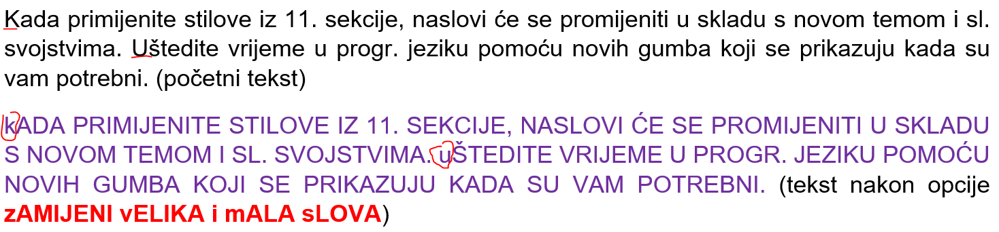 Kada primijenite stilove iz 11. sekcije, naslovi će se promijeniti u skladu s novom temom i sl.
svojstvima. Uštedite vrijeme u progr. jeziku pomoću novih gumba koji se prikazuju kada su
vam potrebni. (početni tekst)
kADA PRIMIJENITE STILOVE IZ 11. SEKCIJE, NASLOVI ĆE SE PROMIJENITI U SKLADU
S NOVOM TEMOM I SL. SVOJSTVIMA. uŠTEDITE VRIJEME U PROGR. JEZIKU POMOĆU
NOVIH GUMBA KOJI SE PRIKAZUJU KADA SU VAM POTREBNI. (tekst nakon opcije
zAMIJENI vELIKA i mALA sLOVA)